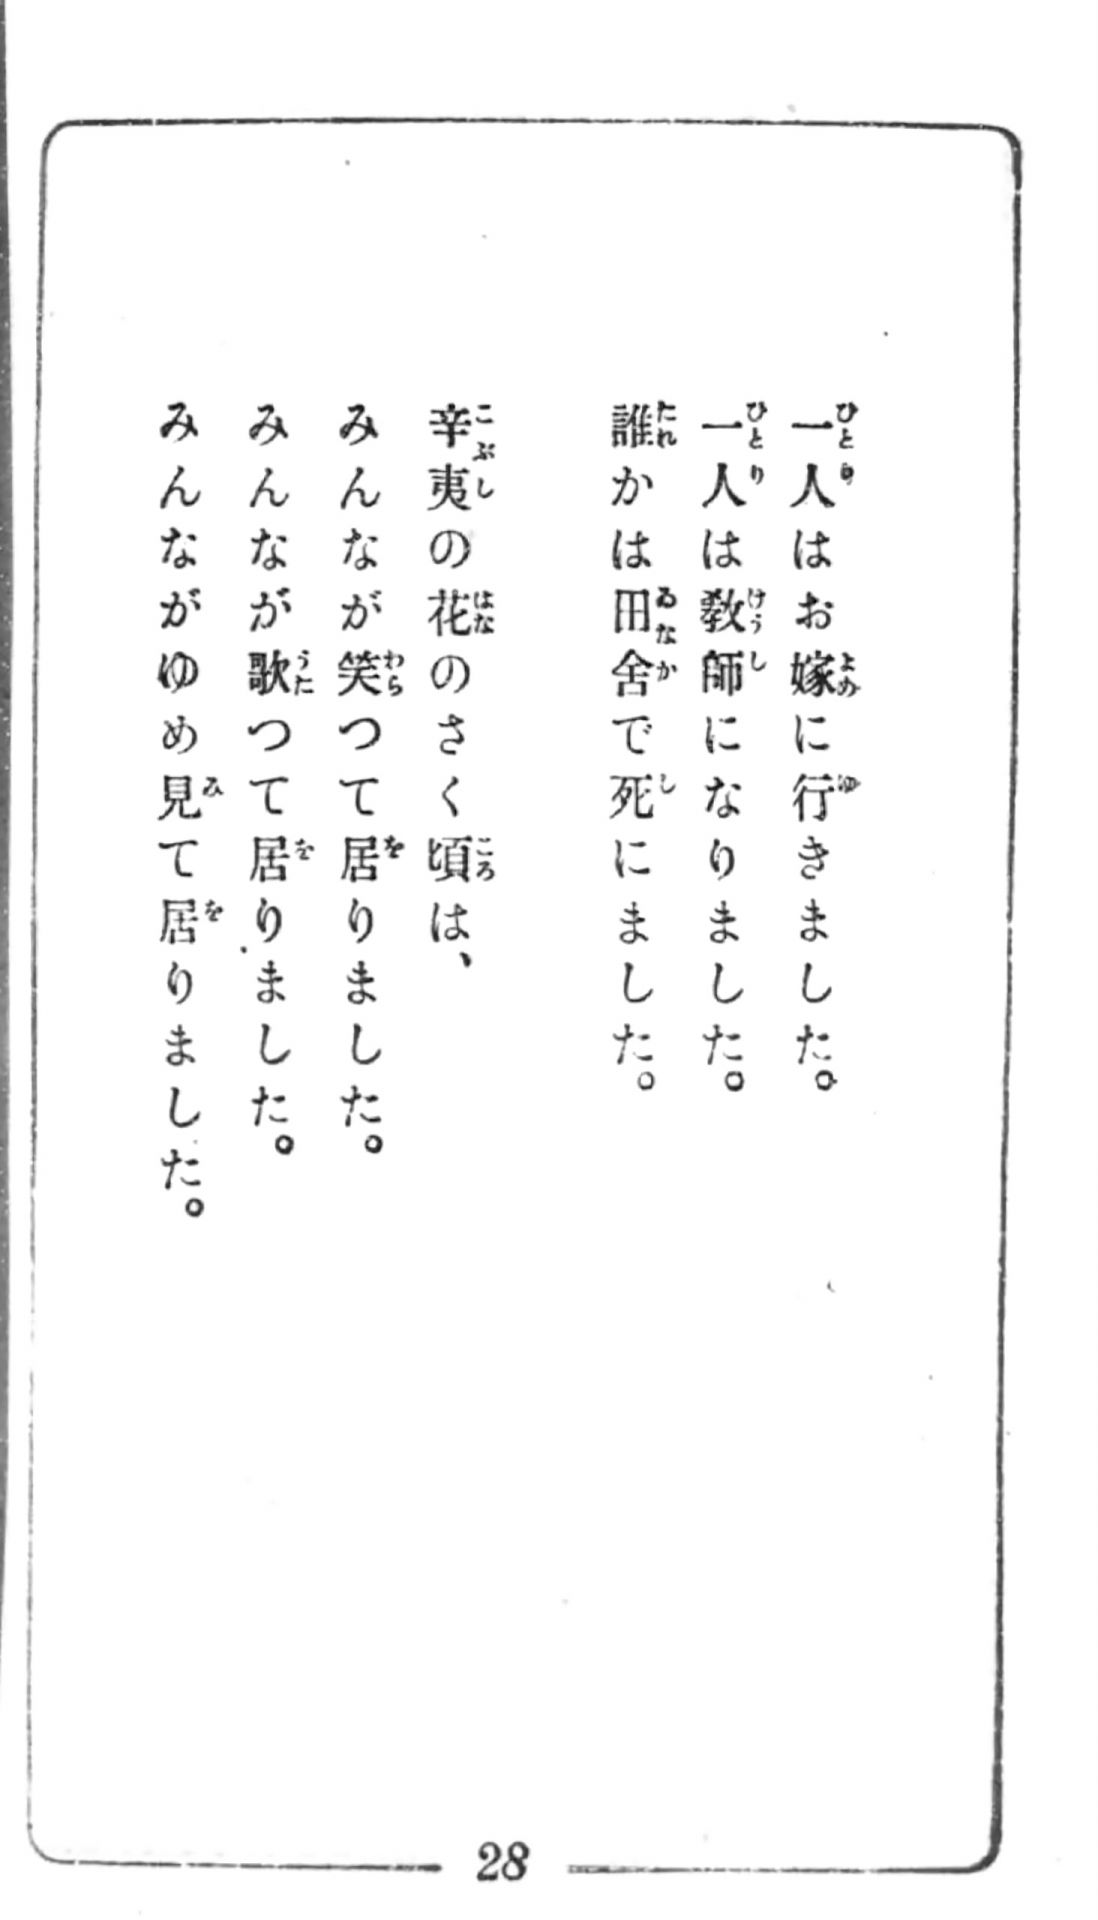 一人はお嫁に行きました。
一人は教師になりました。
誰かは田舎で死にました。
辛夷の花のさく頃は、
みんなが笑つて居りました。
みんなが歌つて居りました。
みんながゆめ見て居りました。
28